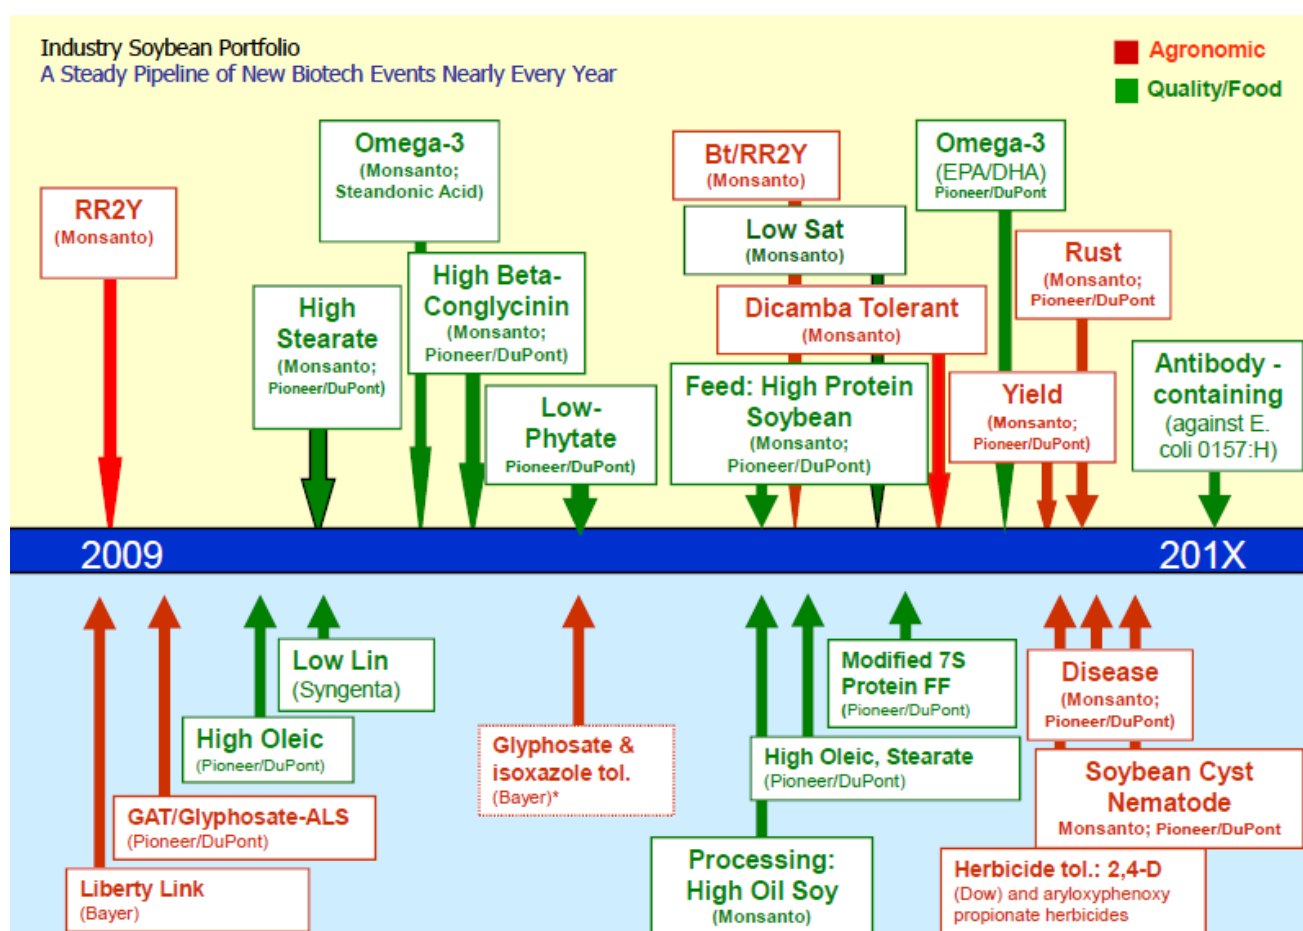 Industry Soybean Portfolio
A Steady Pipeline of New Biotech Events Nearly Every Year
Agronomic
Quality/Food
RR2Y
(Monsanto)
High
Stearate
(Monsanto;
Pioneer/DuPont)
Omega-3
(Monsanto;
Steandonic Acid)
High Beta-
Conglycinin
(Monsanto;
Pioneer/DuPont)
Low-
Phytate
Pioneer/DuPont)
Bt/RR2Y
(Monsanto)
Low Sat
(Monsanto)
Dicamba Tolerant
(Monsanto)
Feed: High Protein
Soybean
(Monsanto;
Pioneer/DuPont)
Omega-3
(EPA/DHA)
Pioneer/DuPont
Rust
(Monsanto;
Pioneer/DuPont
Yield
(Monsanto;
Pioneer/DuPont)
Antibody -
containing
(against E.
coli 0157:H)
2009
201X
Liberty Link
(Bayer)
GAT/Glyphosate-ALS
(Pioneer/DuPont)
High Oleic
(Pioneer/DuPont)
Low Lin
(Syngenta)
Glyphosate &
isoxazole tol.
(Bayer)*
Processing:
High Oil Soy
(Monsanto)
High Oleic, Stearate
(Pioneer/DuPont)
Modified 7S
Protein FF
(Pioneer/DuPont)
Disease
(Monsanto;
Pioneer/DuPont)
Soybean Cyst
Nematode
Monsanto; Pioneer/DuPont
Herbicide tol.: 2,4-D
(Dow) and aryloxyphenoxy
propionate herbicides